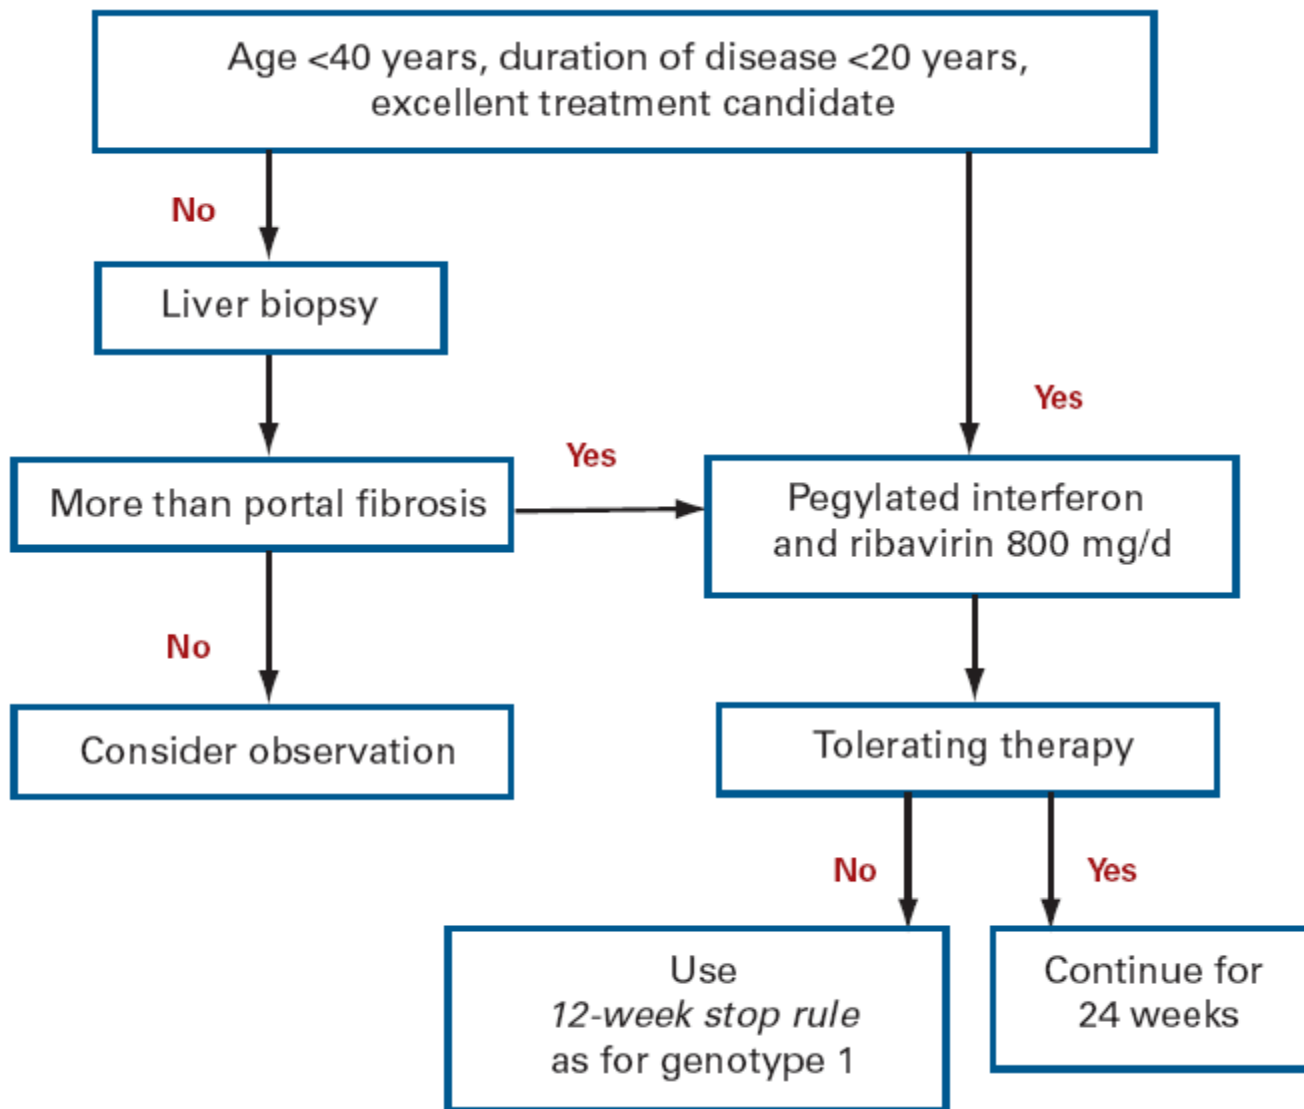 Age <40 years, duration of disease <20 years,
excellent treatment candidate
No
Liver biopsy
Yes
Yes
More than portal fibrosis
Pegylated interferon
and ribavirin 800 mg/d
No
Consider observation
Tolerating therapy
No
Yes
Use
12-week stop rule
as for genotype 1
Continue for
24 weeks